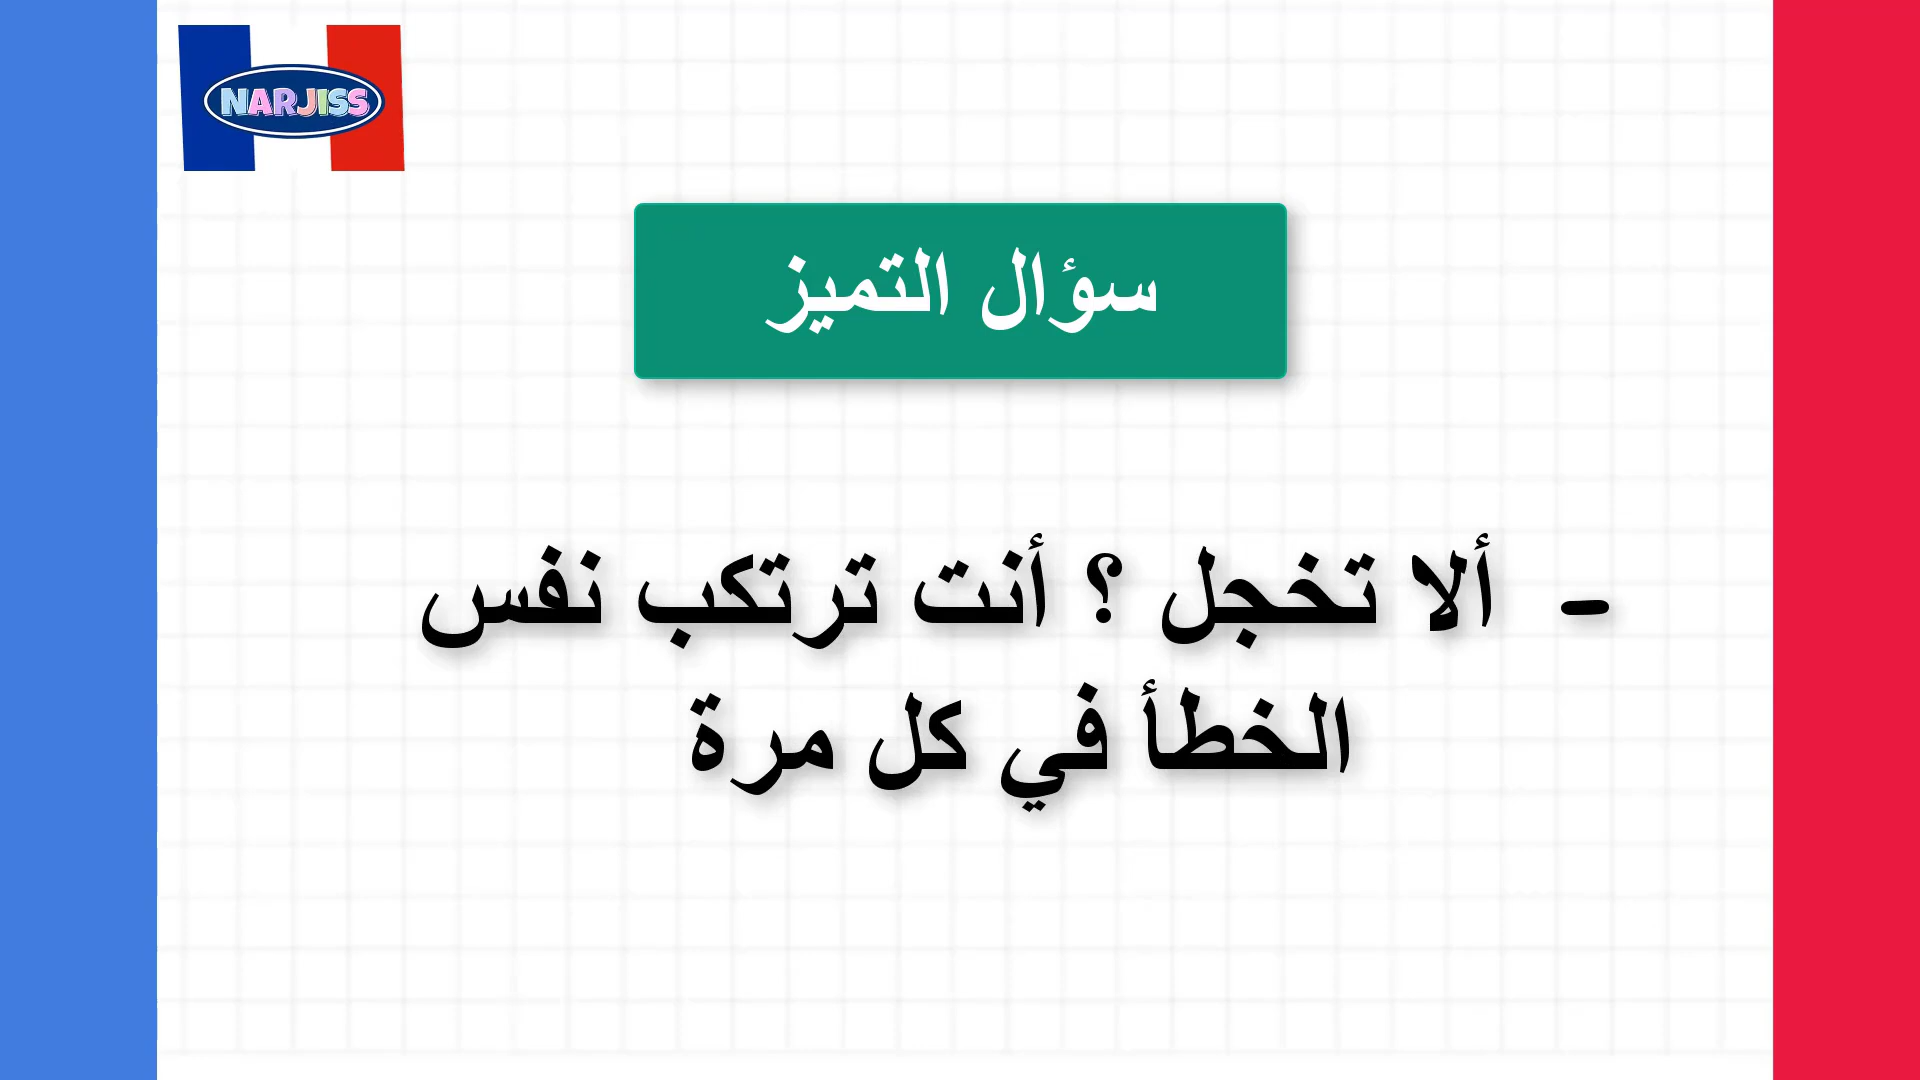 NARJISS
سؤال التميز
- ألا تخجل ؟ أنت ترتكب نفس
الخطأ في كل مرة